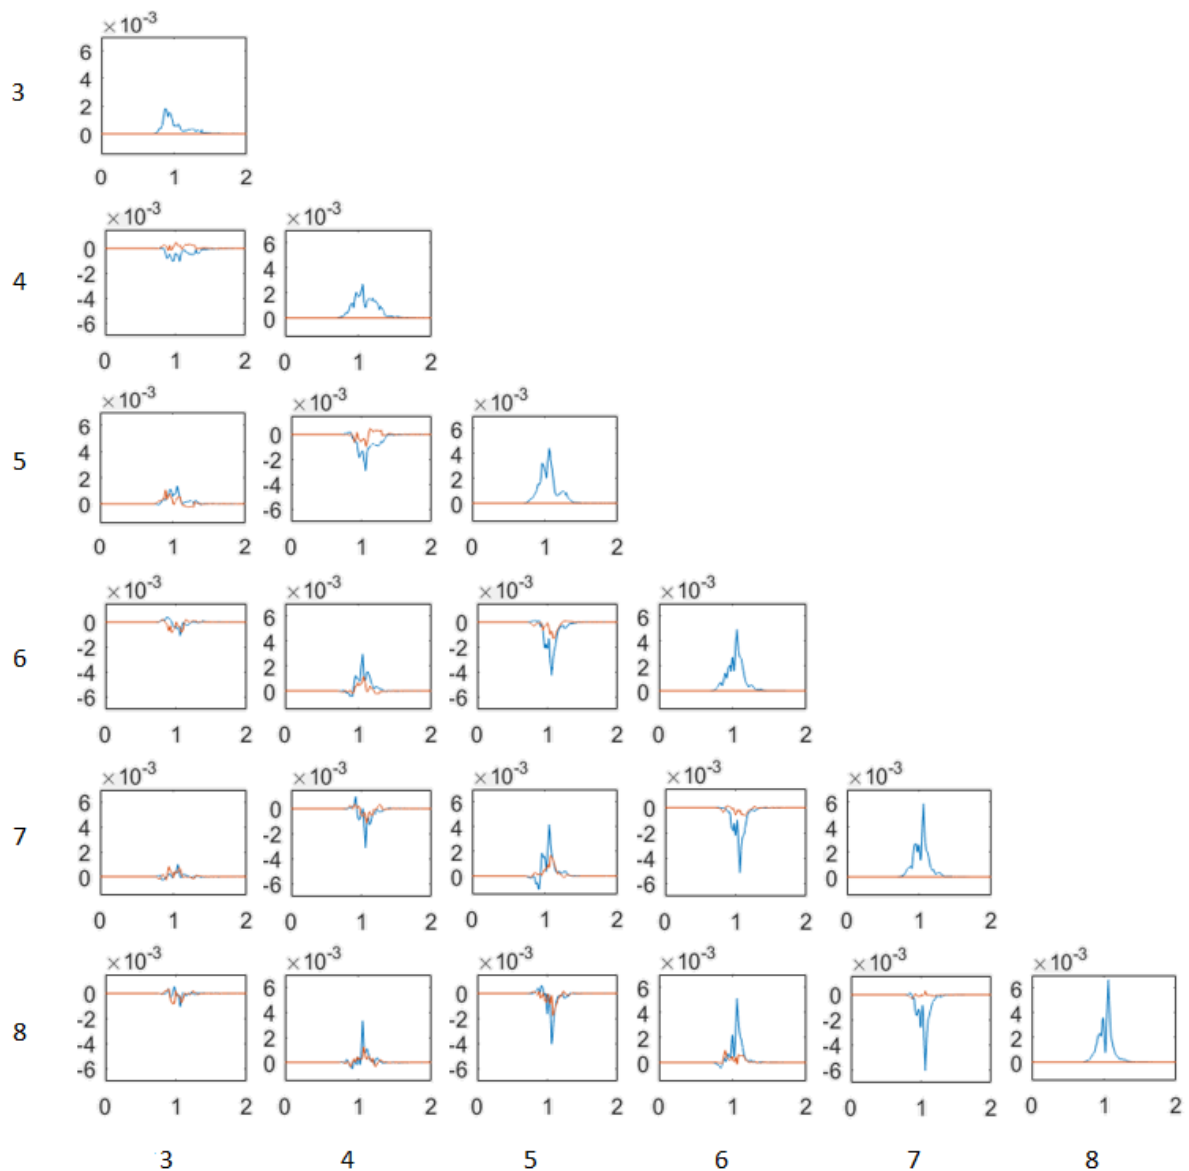 ×10⁻³
6
4
2
0
0 1 2
3
×10⁻³ ×10⁻³
0 6
-2 4
-4 2
-6 0
0 1 2 0 1 2
4
×10⁻³ ×10⁻³ ×10⁻³
6 0 6
4 -2 4
2 -4 2
0 -6 0
0 1 2 0 1 2 0 1 2
5
×10⁻³ ×10⁻³ ×10⁻³ ×10⁻³
0 6 0 6
-2 4 -2 4
-4 2 -4 2
-6 0 -6 0
0 1 2 0 1 2 0 1 2 0 1 2
6
×10⁻³ ×10⁻³ ×10⁻³ ×10⁻³ ×10⁻³
6 0 6 0 6
4 -2 4 -2 4
2 -4 2 -4 2
0 -6 0 -6 0
0 1 2 0 1 2 0 1 2 0 1 2 0 1 2
7
×10⁻³ ×10⁻³ ×10⁻³ ×10⁻³ ×10⁻³ ×10⁻³
0 6 0 6 0 6
-2 4 -2 4 -2 4
-4 2 -4 2 -4 2
-6 0 -6 0 -6 0
0 1 2 0 1 2 0 1 2 0 1 2 0 1 2 0 1 2
8
3 4 5 6 7 8